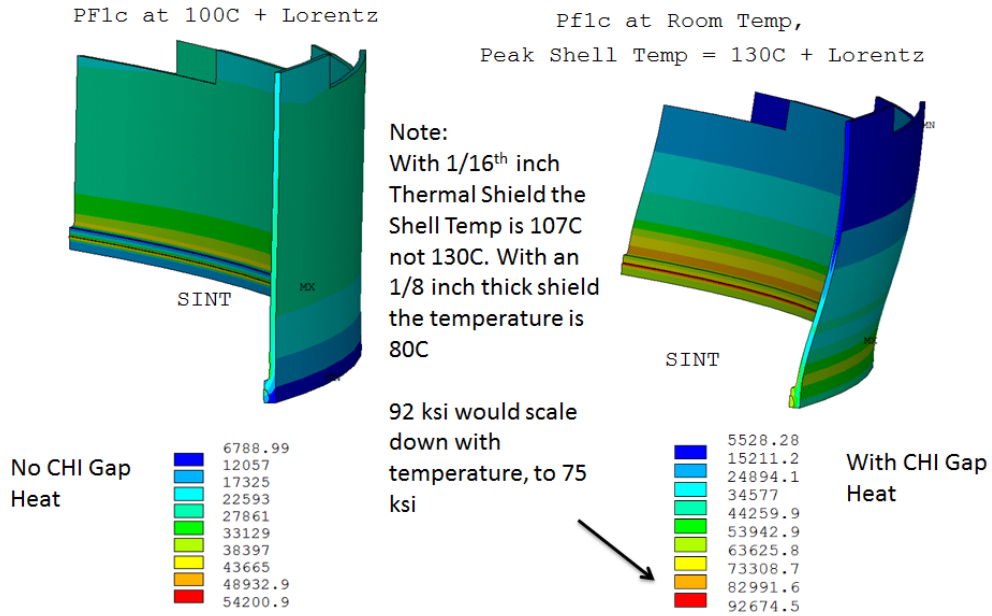 PF1c at 100C + Lorentz
Pf1c at Room Temp,
Peak Shell Temp = 130C + Lorentz
Note:
With 1/16th inch
Thermal Shield the
Shell Temp is 107C
not 130C. With an
1/8 inch thick shield
the temperature is
80C
92 ksi would scale
down with
temperature, to 75
ksi
MX
MN
SINT
MN
MX
SINT
No CHI Gap
Heat
6788.99
12057
17325
22593
27861
33129
38397
43665
48932.9
54200.9
5528.28
15211.2
24894.1
34577
44259.9
53942.9
63625.8
73308.7
82991.6
92674.5
With CHI Gap
Heat